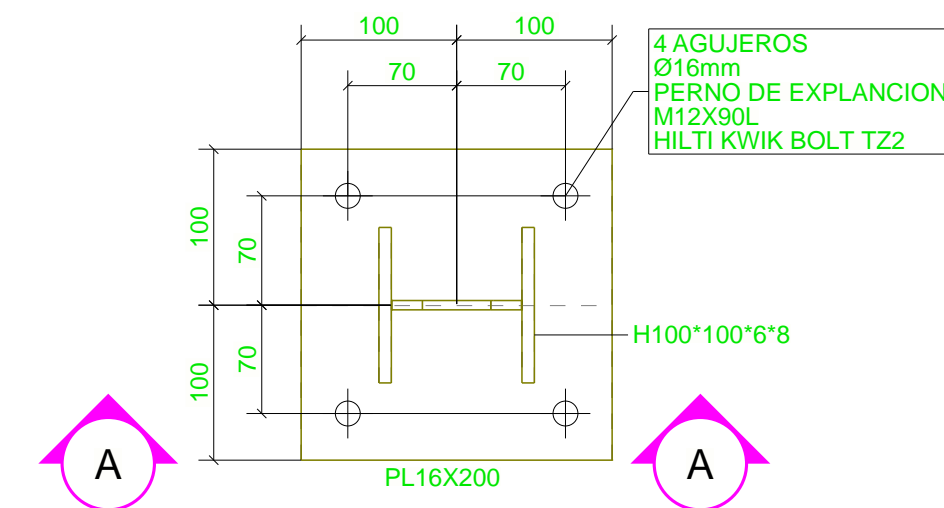 100
100
70
70
4 AGUJEROS
Ø16mm
PERNO DE EXPLANCION
M12X90L
HILTI KWIK BOLT TZ2
100
70
70
100
H100*100*6*8
A
A
PL16X200